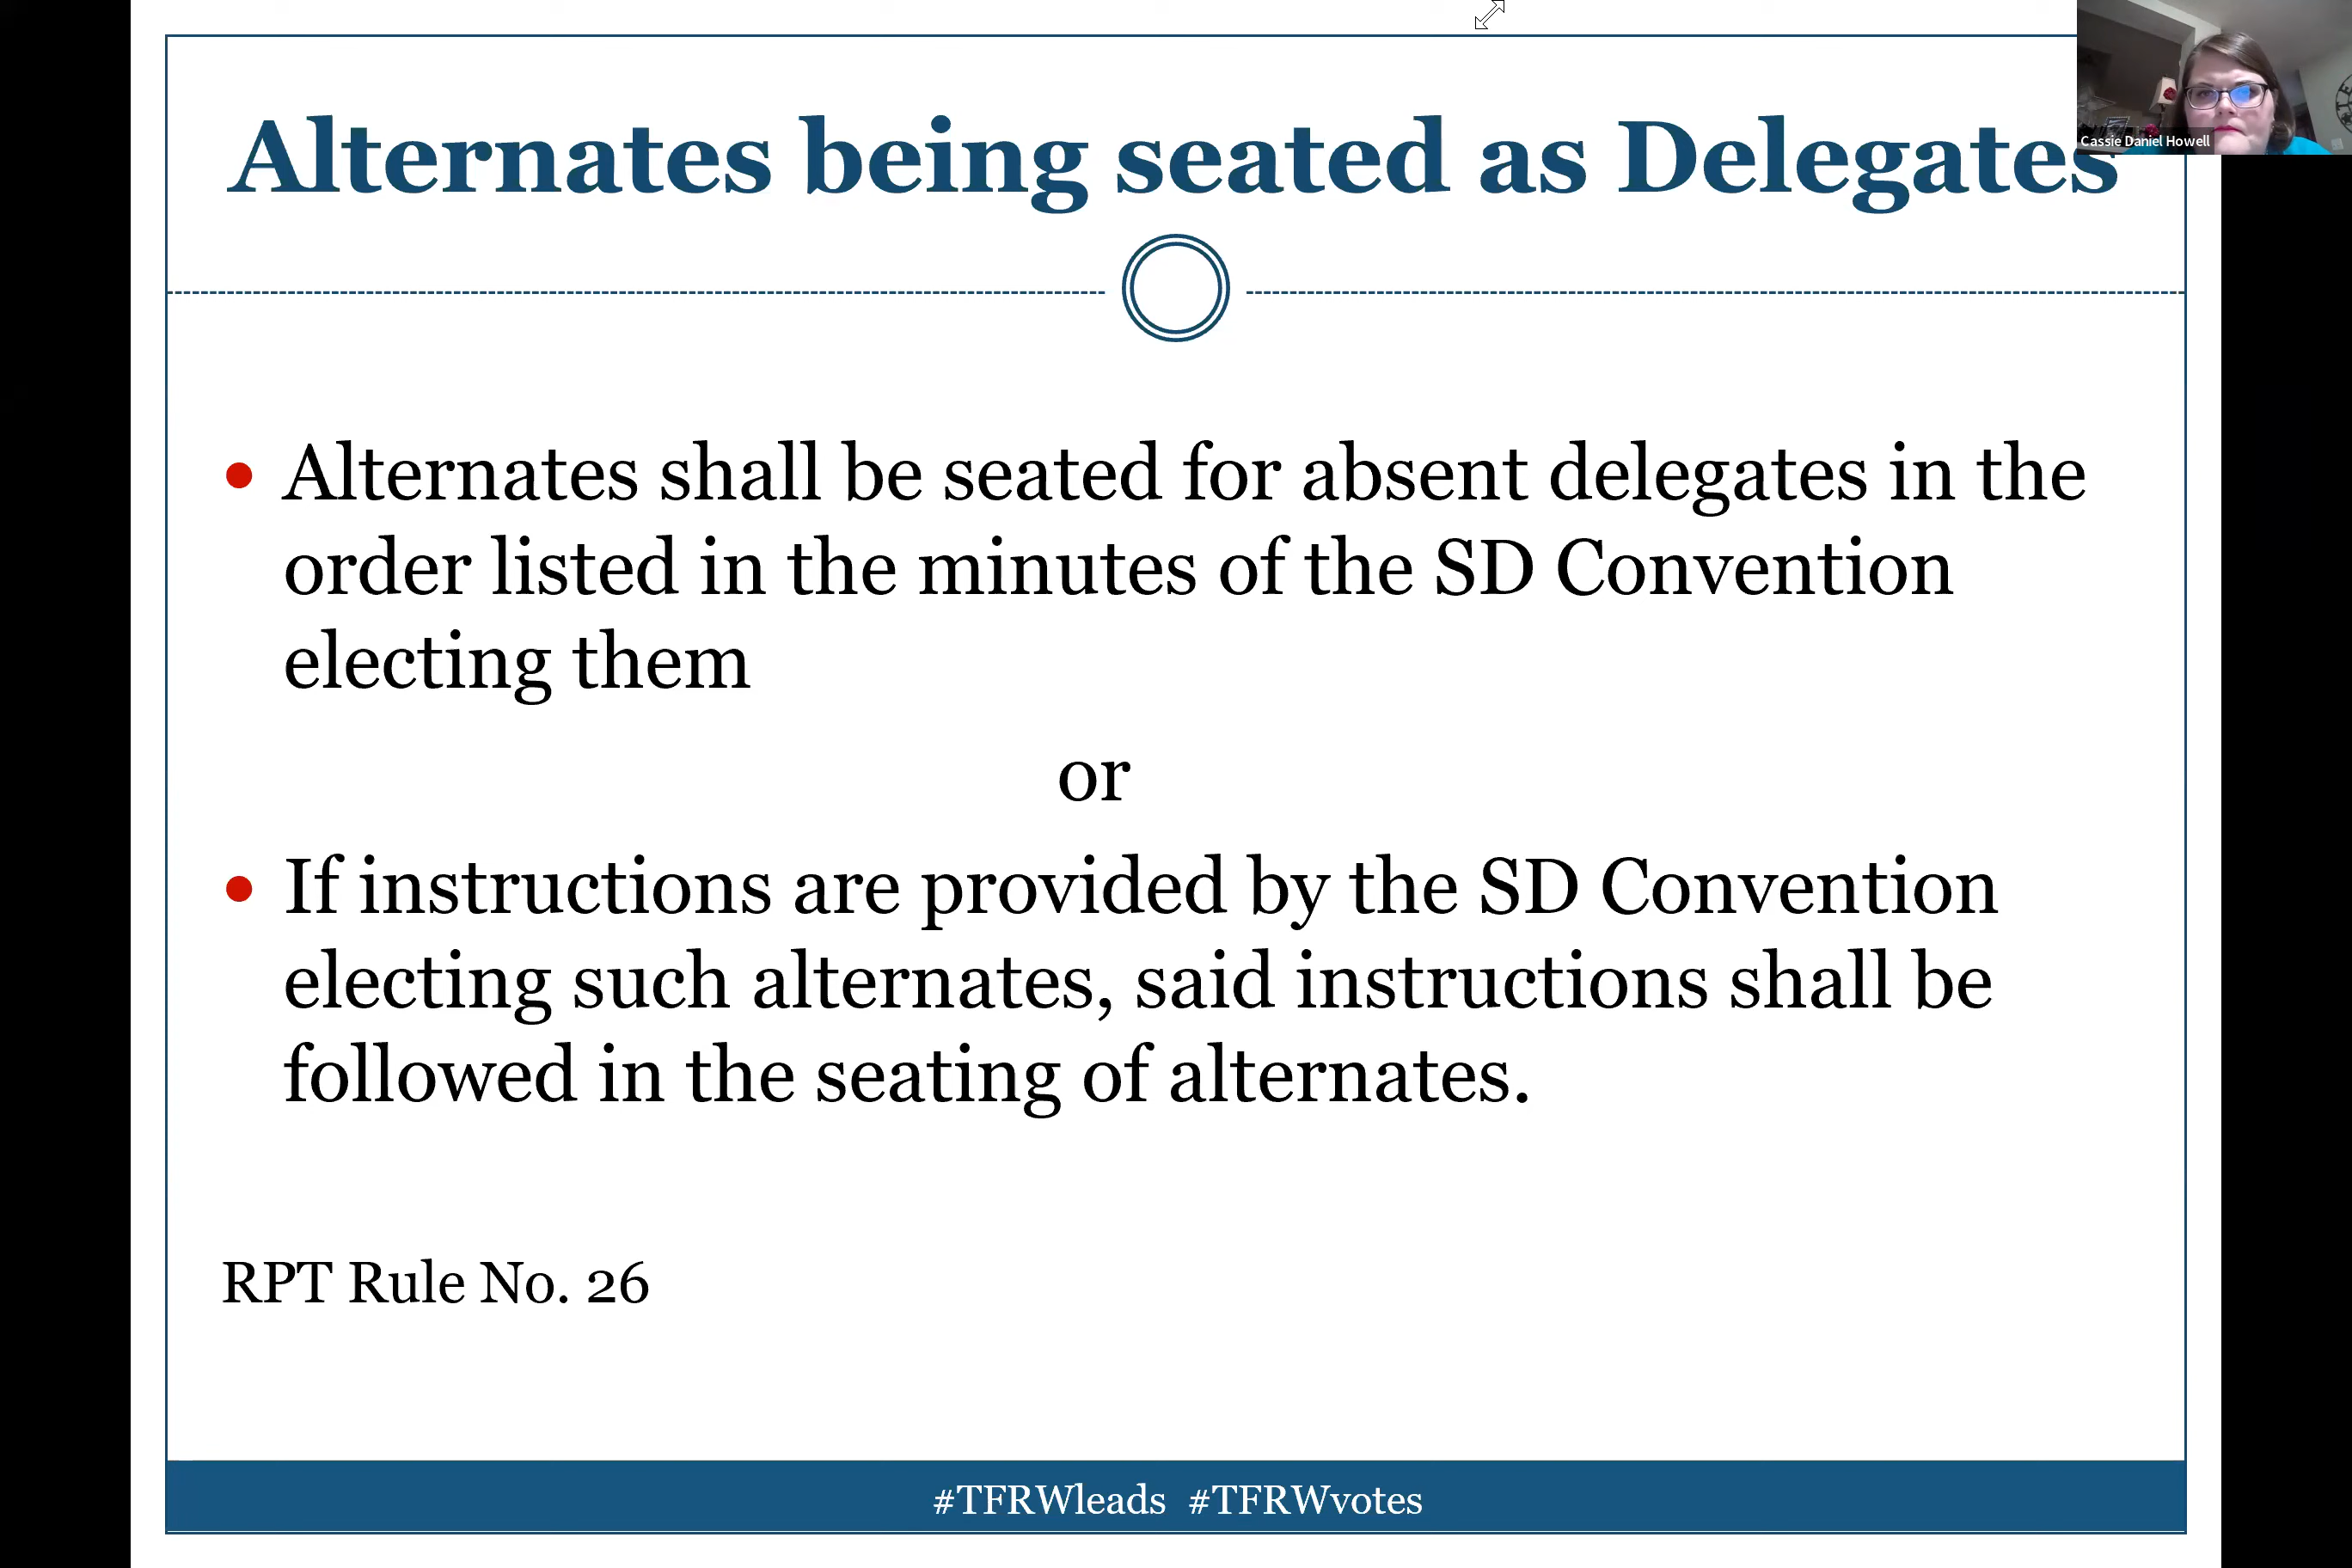 Alternates being seated as Delegates
Cassie Daniel Howell
• Alternates shall be seated for absent delegates in the
order listed in the minutes of the SD Convention
electing them
or
• If instructions are provided by the SD Convention
electing such alternates, said instructions shall be
followed in the seating of alternates.
RPT Rule No. 26
#TFRWleads #TFRWvotes